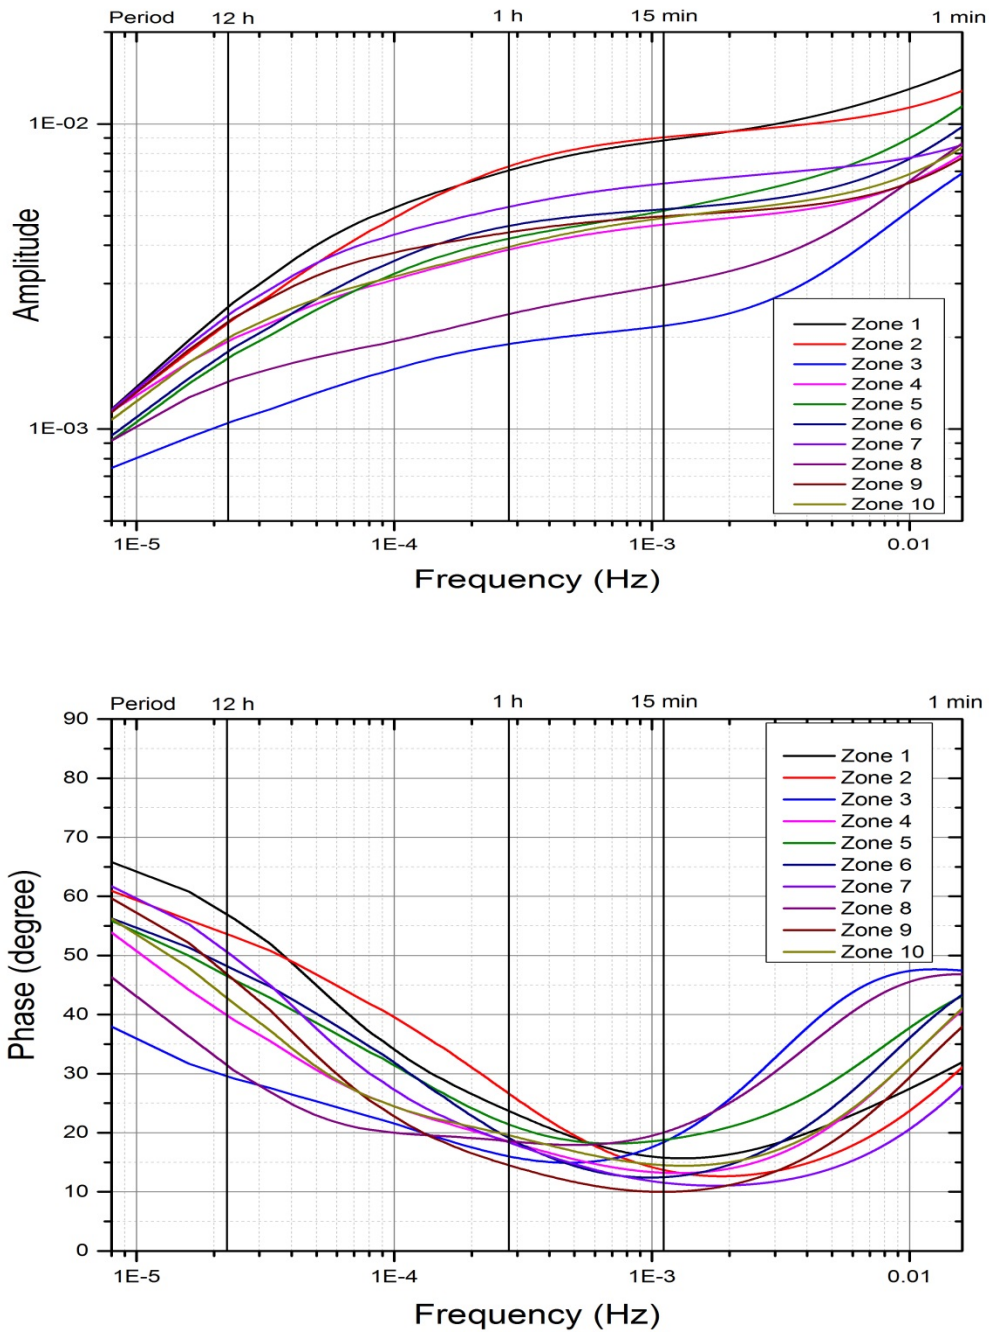 Period 12 h 1 h 15 min 1 min
1E-02
Amplitude
Zone 1
Zone 2
Zone 3
Zone 4
Zone 5
Zone 6
Zone 7
Zone 8
Zone 9
Zone 10
1E-03
1E-5 1E-4 1E-3 0.01
Frequency (Hz)
Period 12 h 1 h 15 min 1 min
90
80
70
60
50
40
30
20
10
0
Phase (degree)
Zone 1
Zone 2
Zone 3
Zone 4
Zone 5
Zone 6
Zone 7
Zone 8
Zone 9
Zone 10
1E-5 1E-4 1E-3 0.01
Frequency (Hz)